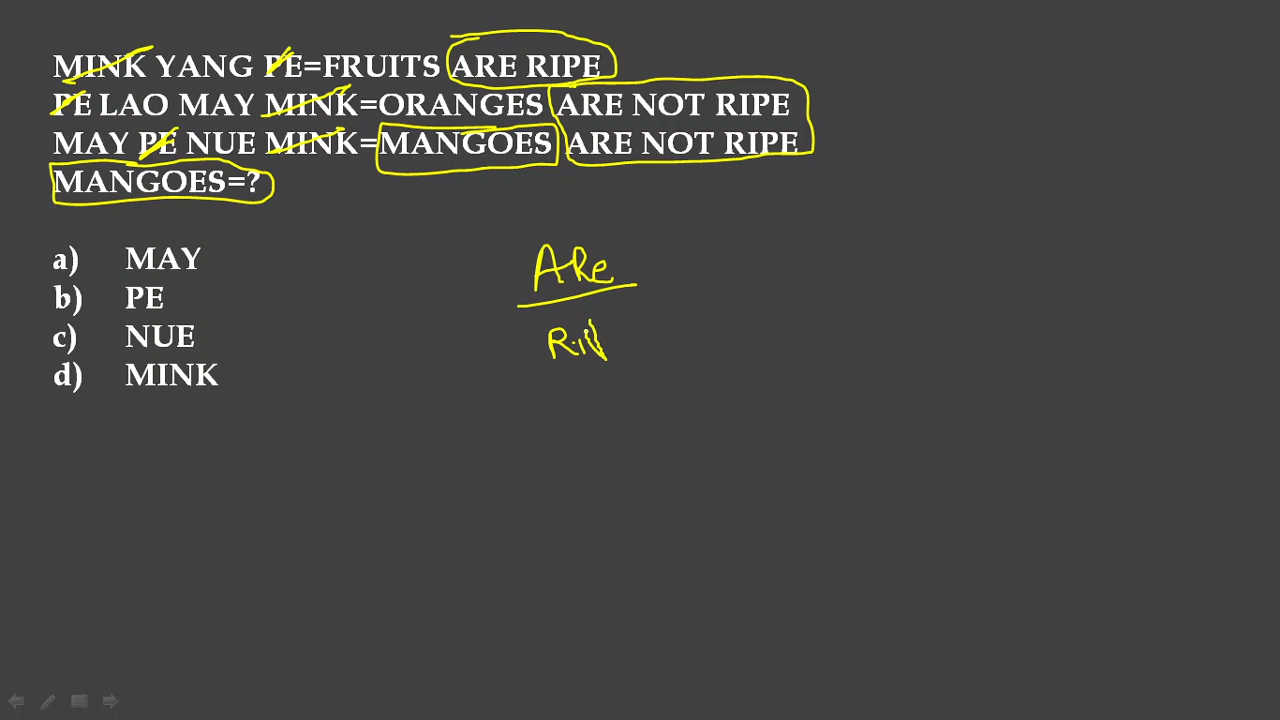 MINK YANG PE=FRUITS ARE RIPE
PE LAO MAY MINK=ORANGES ARE NOT RIPE
MAY PE NUE MINK=MANGOES ARE NOT RIPE
MANGOES=?
a) MAY
b) PE
c) NUE
d) MINK
ARe